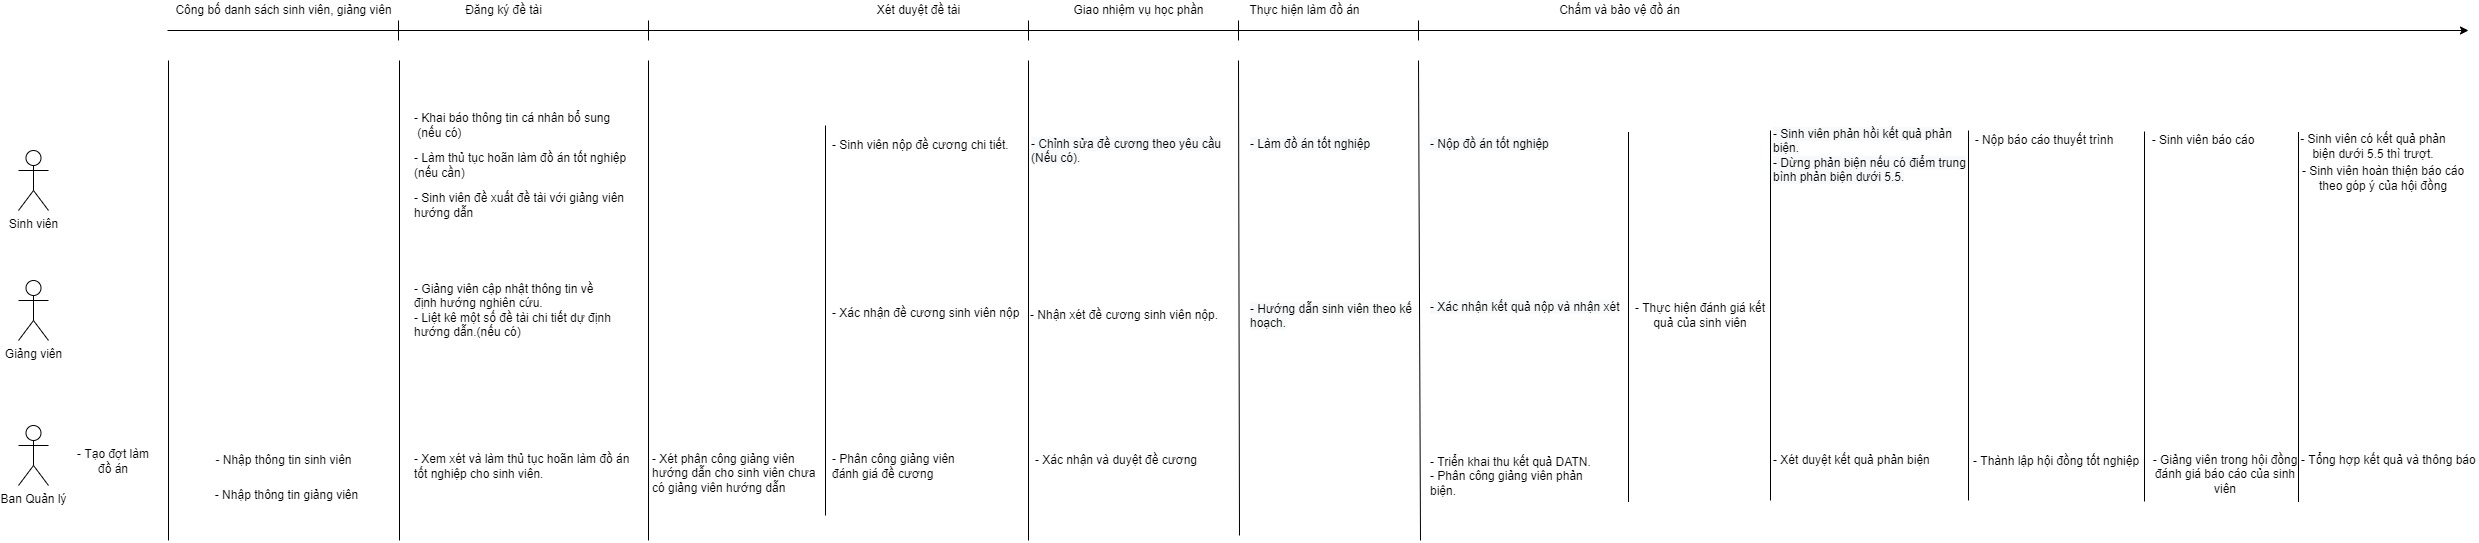 Công bố danh sách sinh viên, giảng viên
Đăng ký đề tài
Xét duyệt đề tài
Giao nhiệm vụ học phần
Thực hiện làm đồ án
Chấm và bảo vệ đồ án
Sinh viên
- Khai báo thông tin cá nhân bổ sung
(nếu có)
- Làm thủ tục hoãn làm đồ án tốt nghiệp
(nếu cần)
- Sinh viên đề xuất đề tài với giảng viên
hướng dẫn
- Sinh viên nộp đề cương chi tiết.
- Chỉnh sửa đề cương theo yêu cầu
(Nếu có).
- Làm đồ án tốt nghiệp
- Nộp đồ án tốt nghiệp
- Sinh viên phản hồi kết quả phản
biện.
- Dừng phản biện nếu có điểm trung
bình phản biện dưới 5.5.
- Nộp báo cáo thuyết trình
- Sinh viên báo cáo
- Sinh viên có kết quả phản
biện dưới 5.5 thì trượt.
- Sinh viên hoàn thiện báo cáo
theo góp ý của hội đồng
Giảng viên
- Giảng viên cập nhật thông tin về
định hướng nghiên cứu.
- Liệt kê một số đề tài chi tiết dự định
hướng dẫn.(nếu có)
- Xác nhận đề cương sinh viên nộp
- Nhận xét đề cương sinh viên nộp.
- Hướng dẫn sinh viên theo kế
hoạch.
- Xác nhận kết quả nộp và nhận xét
- Thực hiện đánh giá kết
quả của sinh viên
Ban Quản lý
- Tạo đợt làm
đồ án
- Nhập thông tin sinh viên
- Nhập thông tin giảng viên
- Xem xét và làm thủ tục hoãn làm đồ án
tốt nghiệp cho sinh viên.
- Xét phân công giảng viên
hướng dẫn cho sinh viên chưa
có giảng viên hướng dẫn
- Phân công giảng viên
đánh giá đề cương
- Xác nhận và duyệt đề cương
- Triển khai thu kết quả DATN.
- Phân công giảng viên phản
biện.
- Xét duyệt kết quả phản biện
- Thành lập hội đồng tốt nghiệp
- Giảng viên trong hội đồng
đánh giá báo cáo của sinh
viên
- Tổng hợp kết quả và thông báo